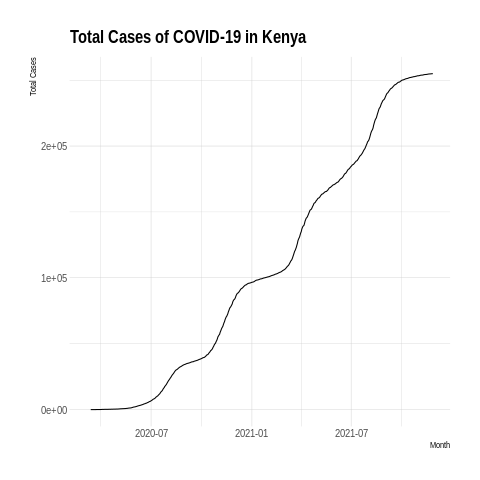 Total Cases of COVID-19 in Kenya
Total Cases
2e+05
1e+05
0e+00
2020-07 2021-01 2021-07
Month